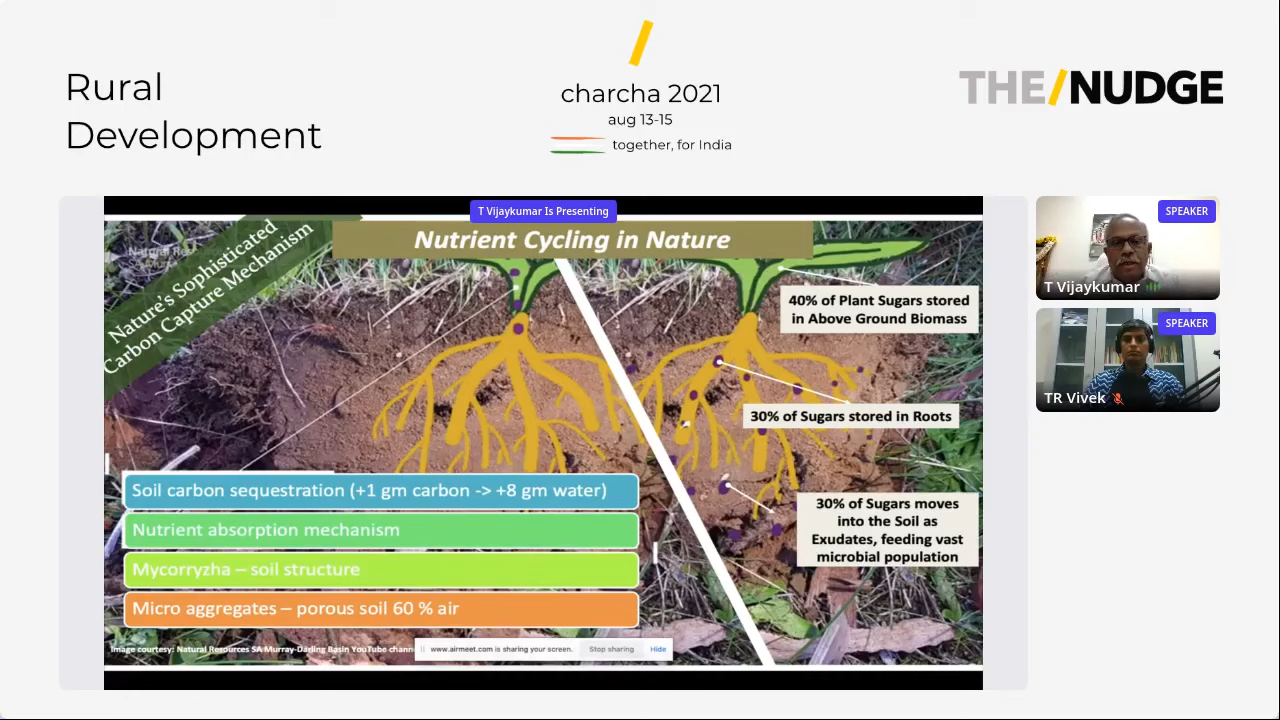 Rural
Development
charcha 2021
aug 13-15
together, for India
THE/NUDGE
T Vijaykumar Is Presenting
Nature's Sophisticated
Carbon Capture Mechanism
Nutrient Cycling in Nature
40% of Plant Sugars stored
in Above Ground Biomass
30% of Sugars stored in Roots
30% of Sugars moves
into the Soil as
Exudates, feeding vast
microbial population
Soil carbon sequestration (+1 gm carbon -> +8 gm water)
Nutrient absorption mechanism
Mycorryzha – soil structure
Micro aggregates – porous soil 60 % air
Image courtesy: Natural Resources SA Murray-Darling Basin YouTube chann
www.airmeet.com is sharing your screen.
Stop sharing
Hide
SPEAKER
T Vijaykumar
SPEAKER
TR Vivek